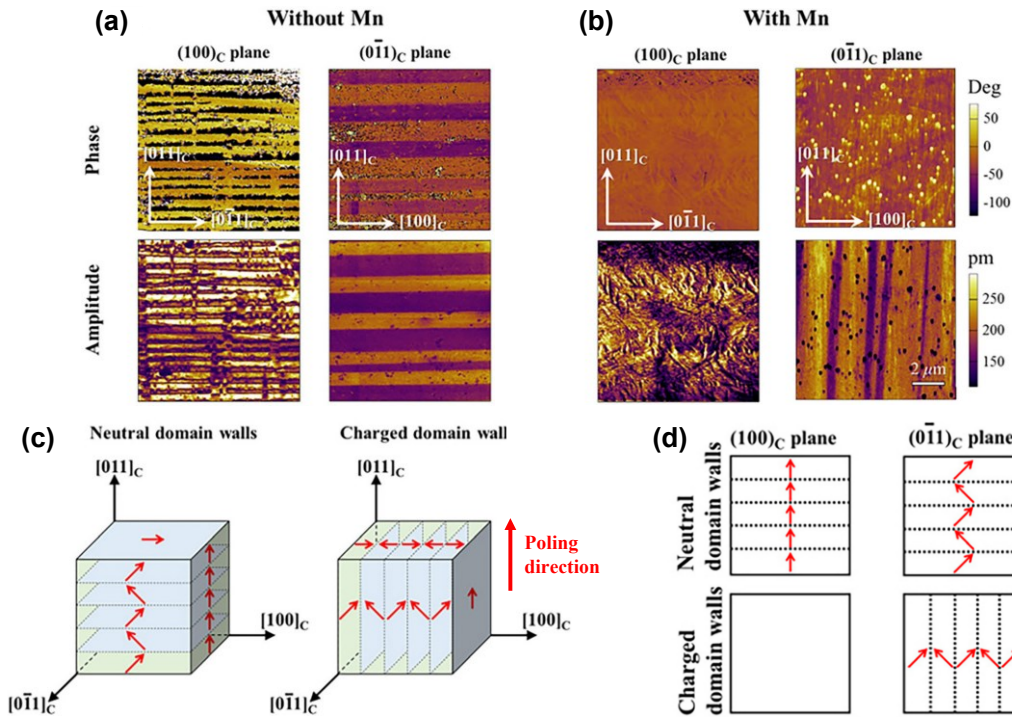 (a) Without Mn
(100)C plane (01̄1)C plane
Phase
[011]C
[01̄1]C
[011]C
[100]C
Amplitude
(b) With Mn
(100)C plane (01̄1)C plane
[011]C
[01̄1]C
[011]C
[100]C
Deg
50
0
-50
-100
pm
250
200
150
2 μm
(c) Neutral domain walls Charged domain wall
[011]C
[100]C
[01̄1]C
[011]C
[100]C
[01̄1]C
Poling
direction
(d)
(100)C plane (01̄1)C plane
Neutral
domain walls
Charged
domain walls